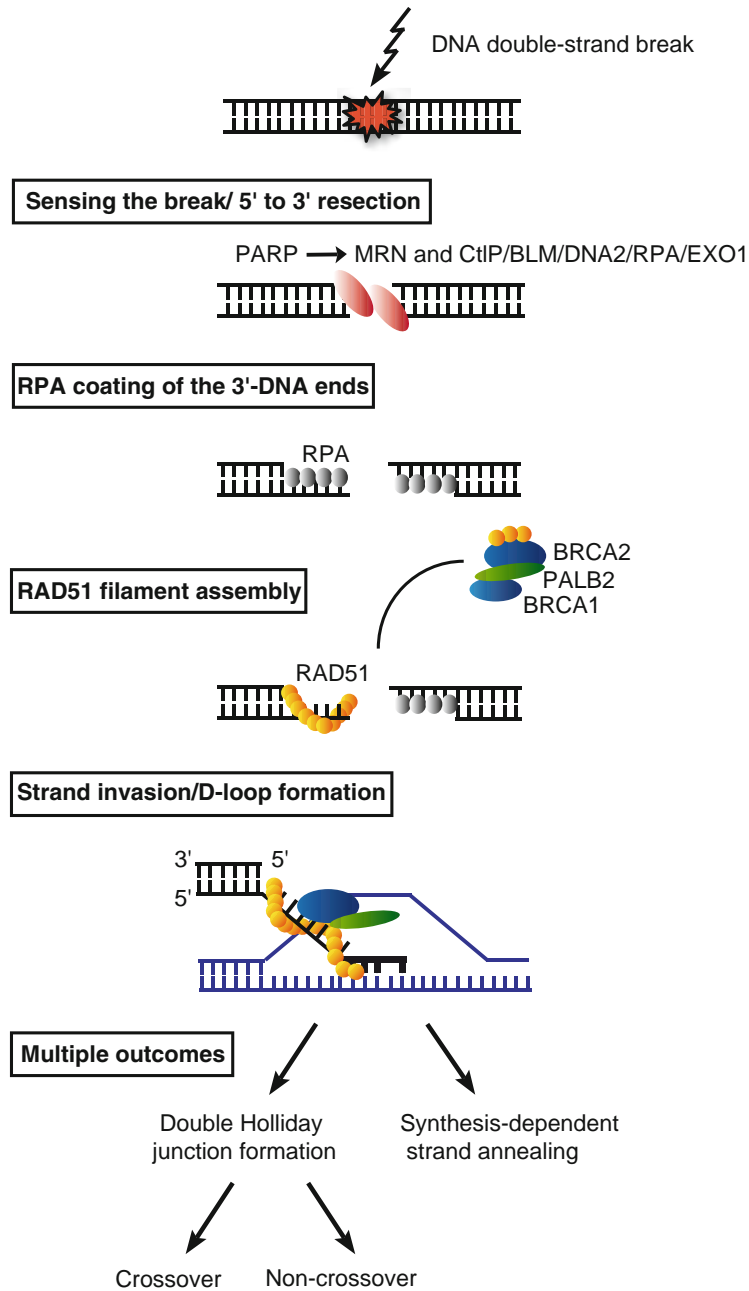 DNA double-strand break
Sensing the break/ 5' to 3' resection
PARP → MRN and CtIP/BLM/DNA2/RPA/EXO1
RPA coating of the 3'-DNA ends
RPA
BRCA2
PALB2
BRCA1
RAD51 filament assembly
RAD51
Strand invasion/D-loop formation
3' 5'
5'
Multiple outcomes
Double Holliday
junction formation
Synthesis-dependent
strand annealing
Crossover
Non-crossover